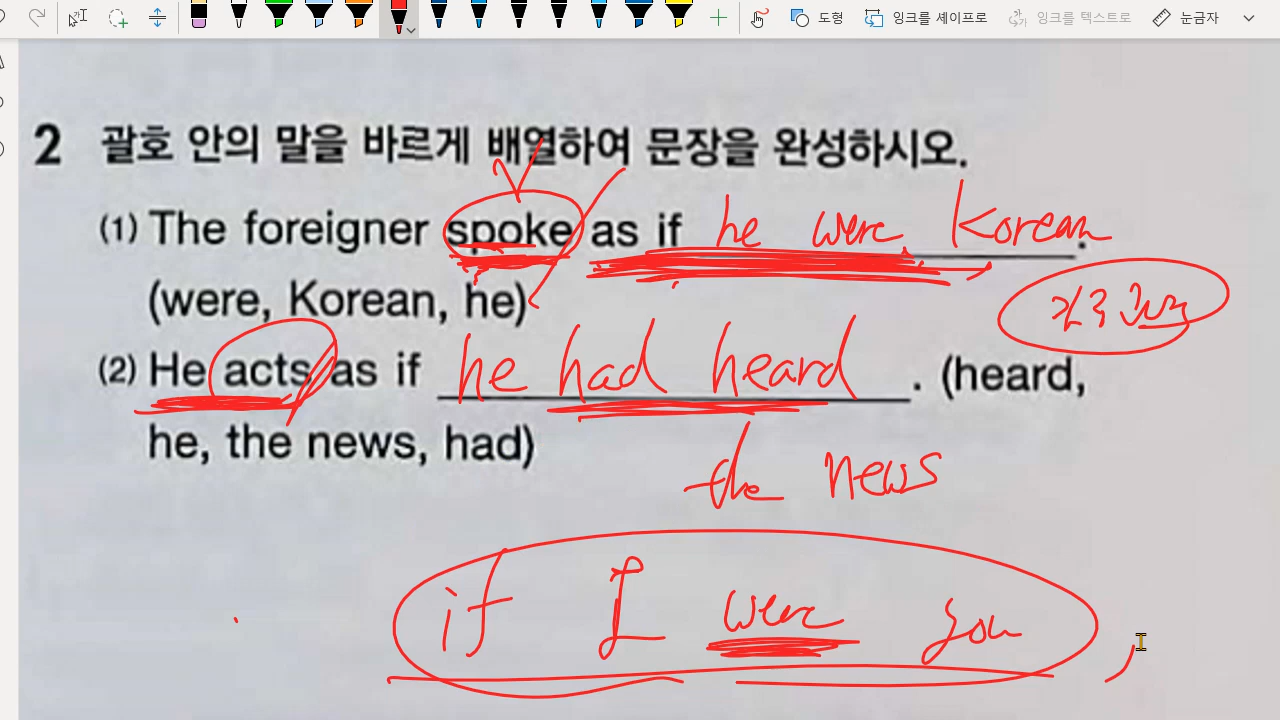 도형 잉크를 셰이프로 잉크를 텍스트로 눈금자
2 괄호 안의 말을 바르게 배열하여 문장을 완성하시오.
(1) The foreigner spoke as if he were Korean.
(were, Korean, he)
(2) He acts as if he had heard . (heard,
he, the news, had)
the news
if I were you,